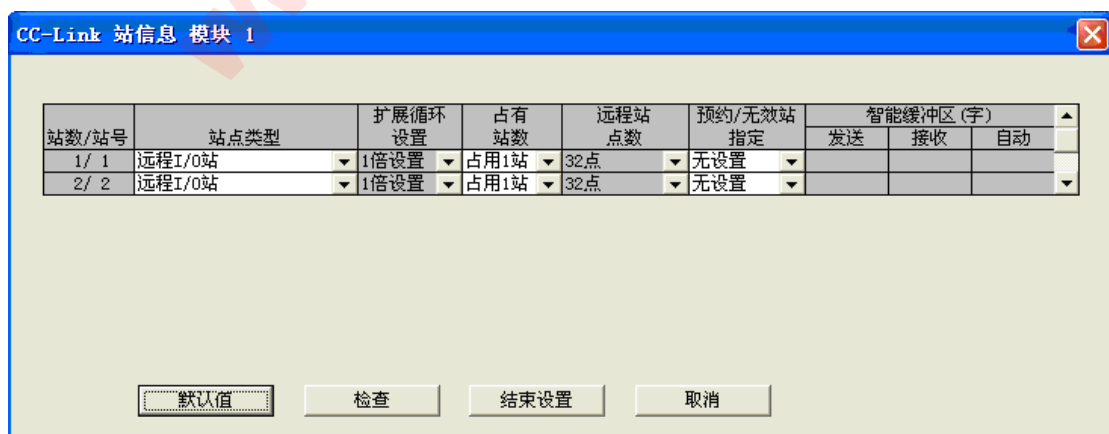 CC-Link 站信息 模块 1
站数/站号 站点类型 扩展循环设置 占有站数 远程站点数 预约/无效站指定 智能缓冲区(字)
发送 接收 自动
1/ 1 远程I/O站 1倍设置 占用1站 32点 无设置
2/ 2 远程I/O站 1倍设置 占用1站 32点 无设置
默认值 检查 结束设置 取消